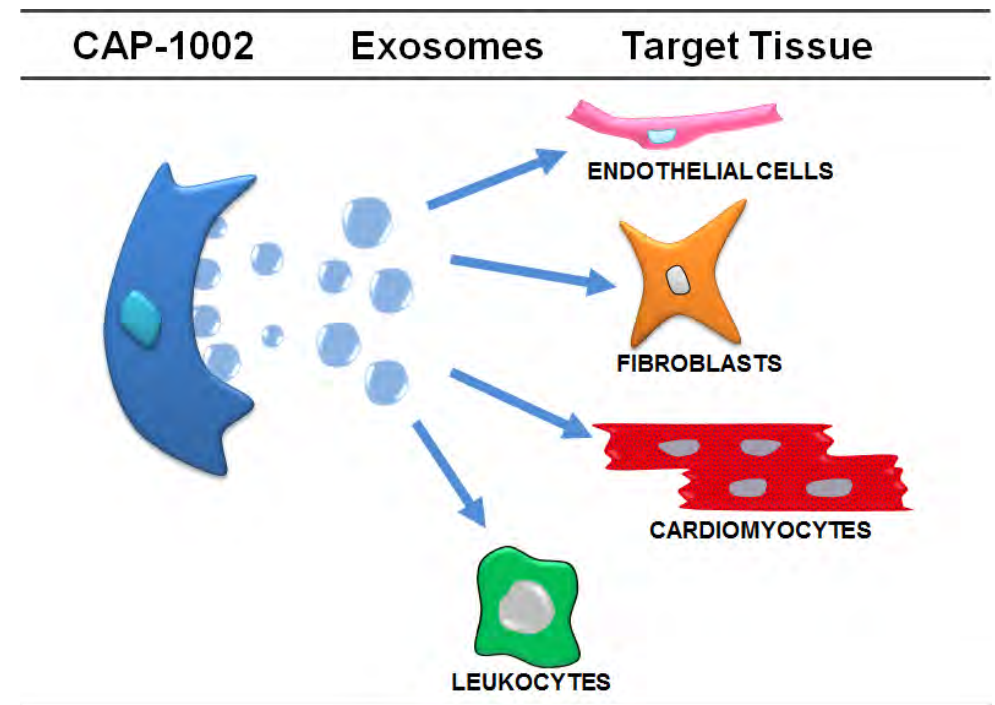 CAP-1002 Exosomes Target Tissue
ENDOTHELIAL CELLS
FIBROBLASTS
CARDIOMYOCYTES
LEUKOCYTES